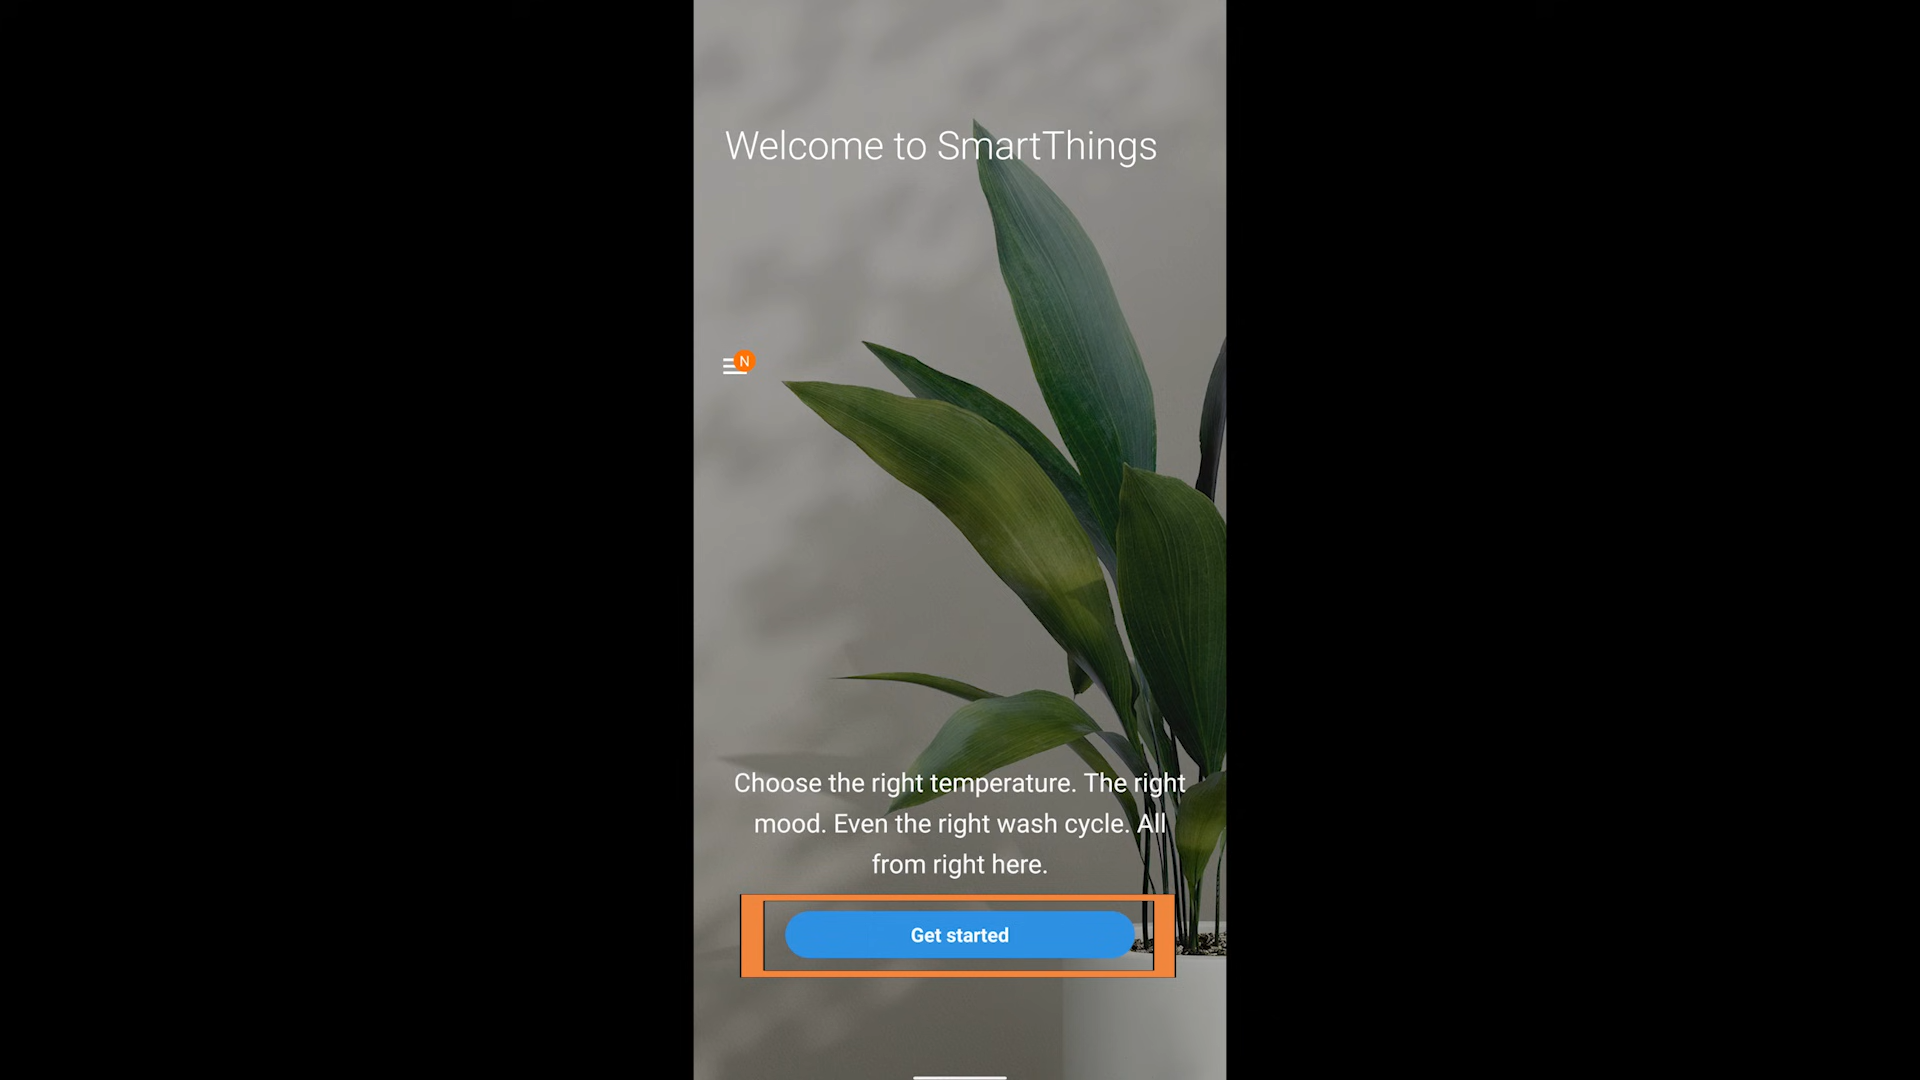 Welcome to SmartThings
N
Choose the right temperature. The right
mood. Even the right wash cycle. All
from right here.
Get started